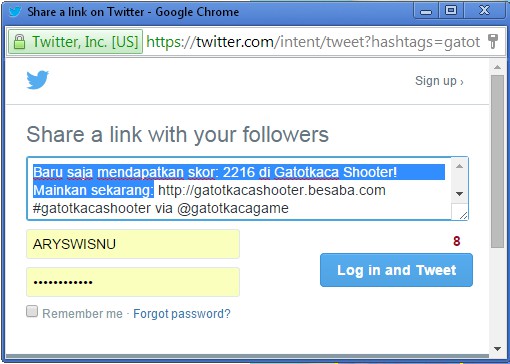 Share a link on Twitter - Google Chrome
Twitter, Inc. [US] https://twitter.com/intent/tweet?hashtags=gatot
Sign up ›
Share a link with your followers
Baru saja mendapatkan skor: 2216 di Gatotkaca Shooter!
Mainkan sekarang: http://gatotkacashooter.besaba.com
#gatotkacashooter via @gatotkacagame
ARYSWISNU
8
••••••••••••
Log in and Tweet
Remember me · Forgot password?